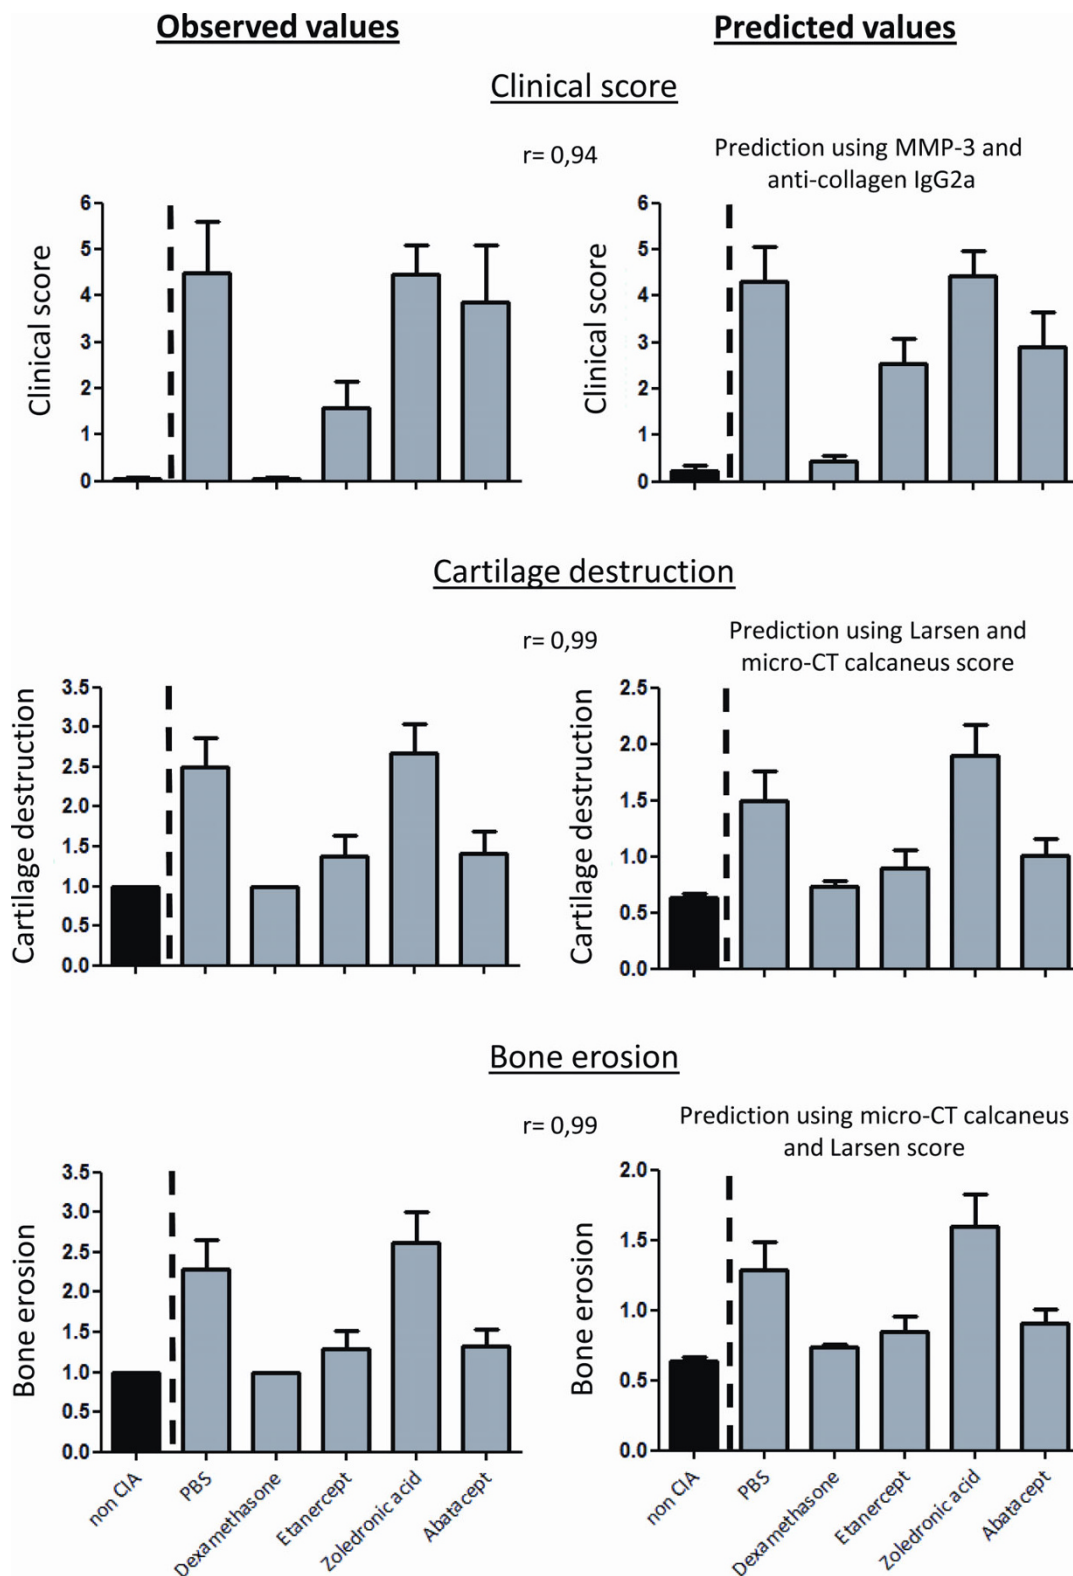 Observed values
Predicted values
Clinical score
r= 0,94
Prediction using MMP-3 and
anti-collagen IgG2a
Clinical score
6
5
4
3
2
1
0
Clinical score
6
5
4
3
2
1
0
Cartilage destruction
r= 0,99
Prediction using Larsen and
micro-CT calcaneus score
Cartilage destruction
3.5
3.0
2.5
2.0
1.5
1.0
0.5
0.0
Cartilage destruction
2.5
2.0
1.5
1.0
0.5
0.0
Bone erosion
r= 0,99
Prediction using micro-CT calcaneus
and Larsen score
Bone erosion
3.5
3.0
2.5
2.0
1.5
1.0
0.5
0.0
non CIA
PBS
Dexamethasone
Etanercept
Zoledronic acid
Abatacept
Bone erosion
2.0
1.5
1.0
0.5
0.0
non CIA
PBS
Dexamethasone
Etanercept
Zoledronic acid
Abatacept